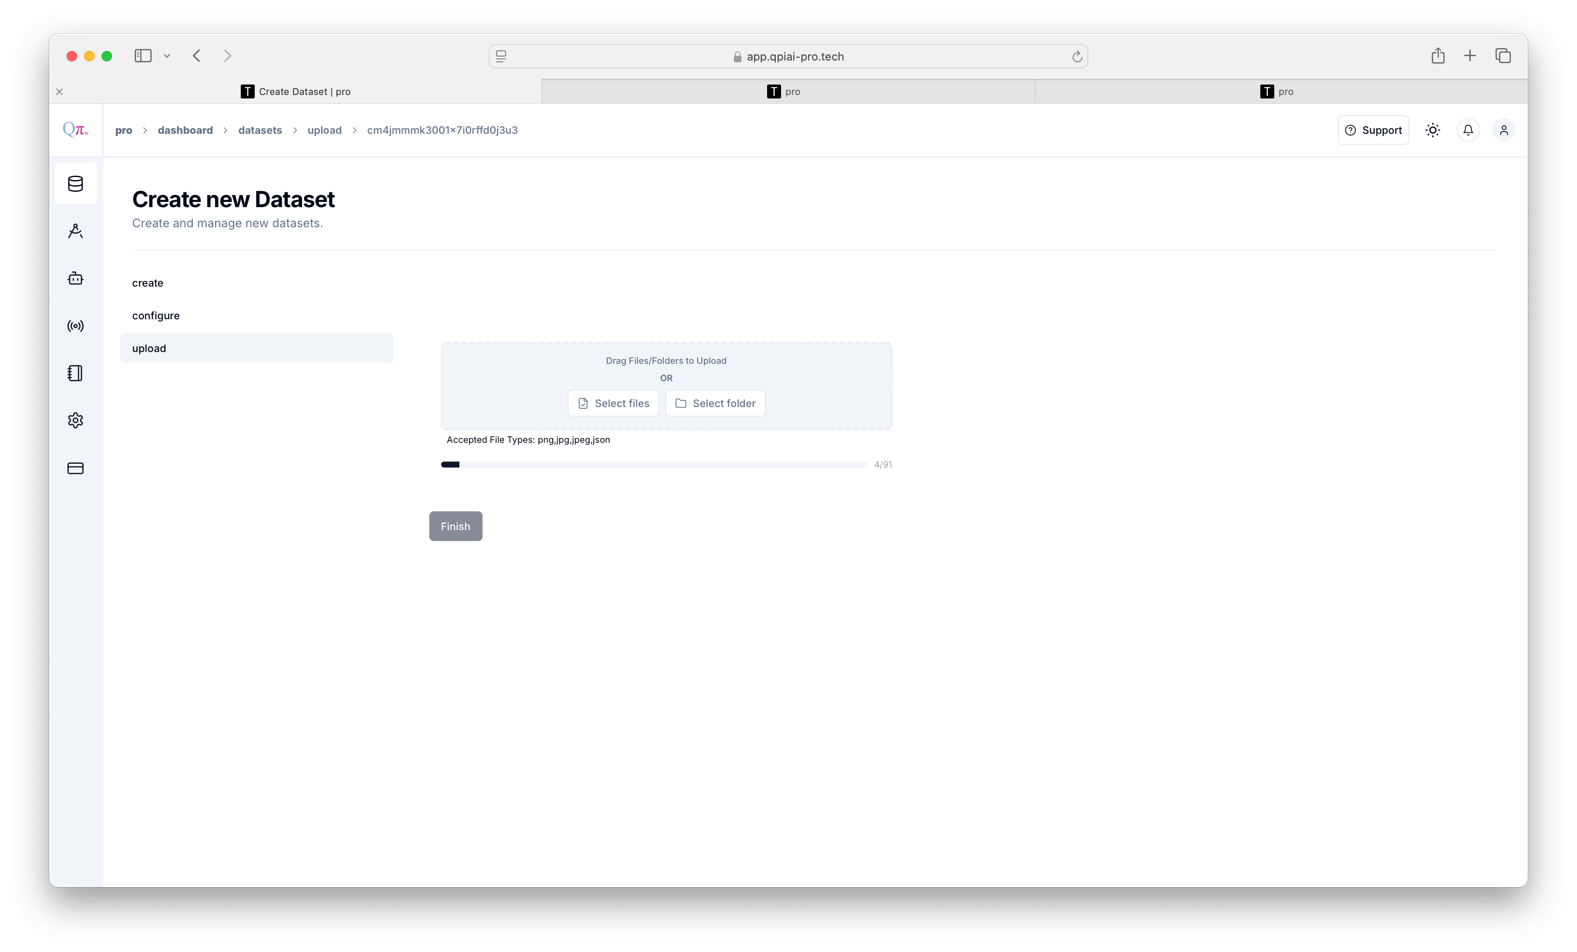 app.qpiai-pro.tech
T Create Dataset | pro
T pro
T pro
Qπ
pro > dashboard > datasets > upload > cm4jmmmk3001x7i0rffd0j3u3
Support
Create new Dataset
Create and manage new datasets.
create
configure
upload
Drag Files/Folders to Upload
OR
Select files
Select folder
Accepted File Types: png,jpg,jpeg,json
4/91
Finish